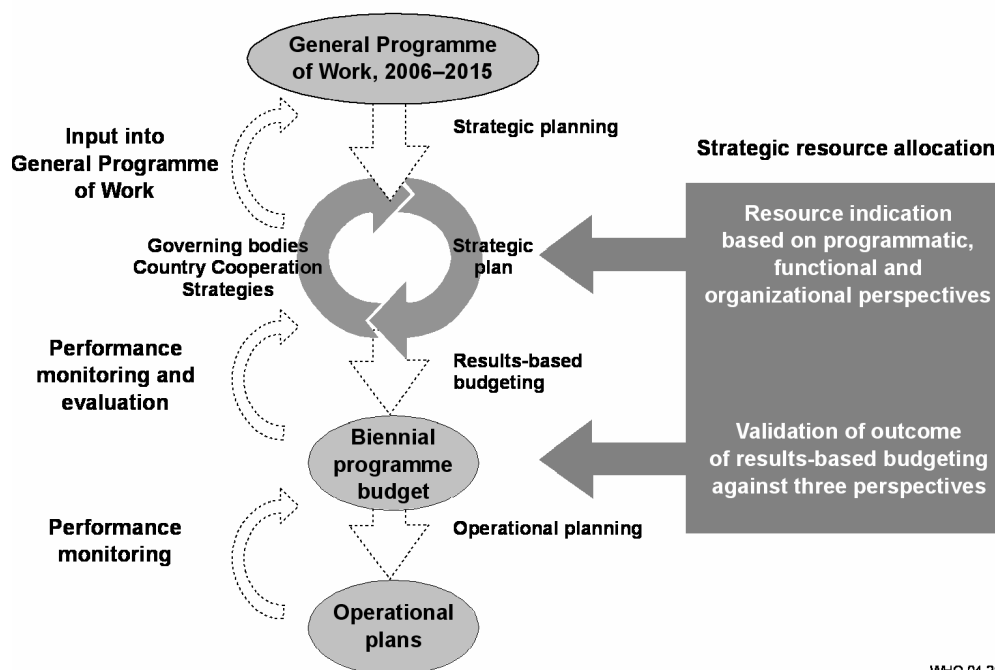 General Programme
of Work, 2006–2015
Strategic planning
Input into
General Programme
of Work
Strategic resource allocation
Resource indication
based on programmatic,
functional and
organizational perspectives
Governing bodies
Country Cooperation
Strategies
Strategic
plan
Performance
monitoring and
evaluation
Results-based
budgeting
Biennial
programme
budget
Validation of outcome
of results-based budgeting
against three perspectives
Performance
monitoring
Operational planning
Operational
plans